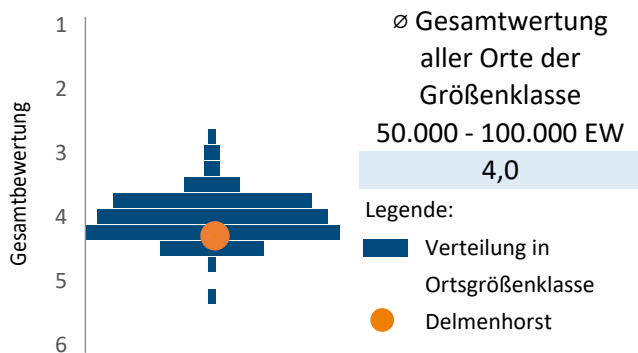 Gesamtbewertung
1
2
3
4
5
6
⌀ Gesamtwertung
aller Orte der
Größenklasse
50.000 - 100.000 EW
4,0
Legende:
Verteilung in
Ortsgrößenklasse
Delmenhorst